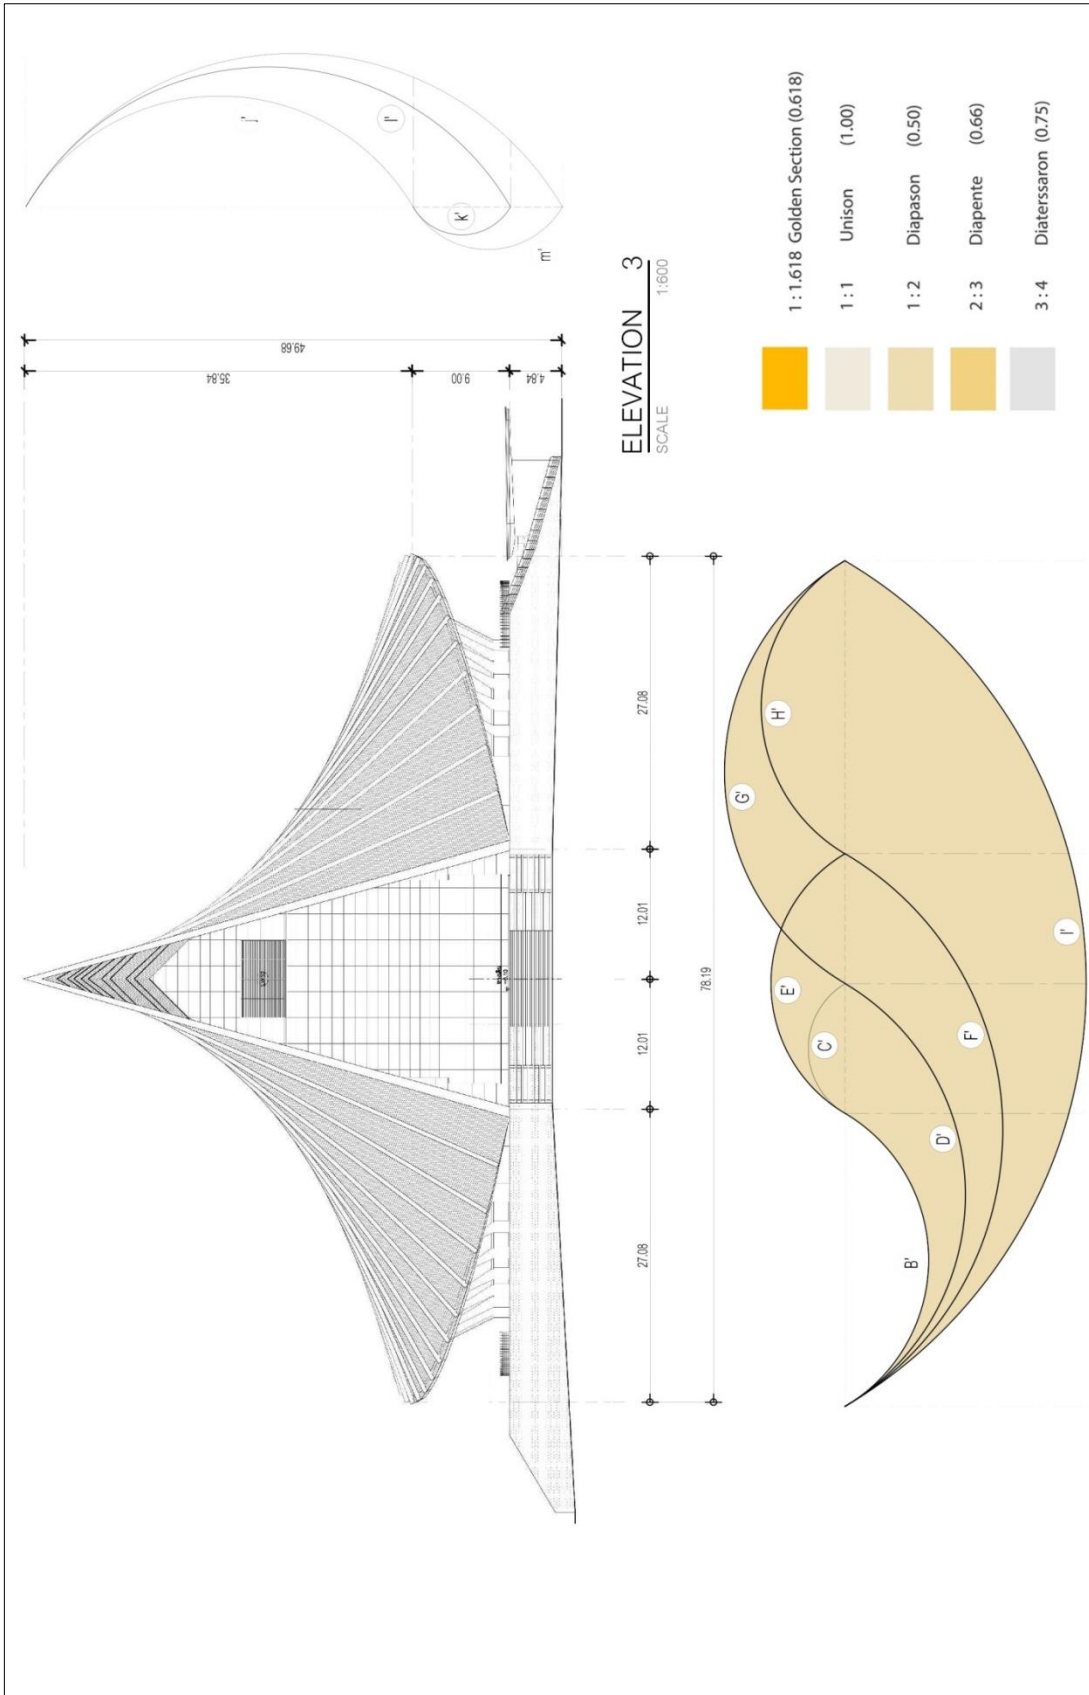 j'
l'
k'
m'
49.68
35.84
9.00
4.84
ELEVATION 3
SCALE 1:600
27.08
12.01
12.01
27.08
78.19
B'
C'
D'
E'
F'
G'
H'
I'
1 : 1.618 Golden Section (0.618)
1 : 1 Unison (1.00)
1 : 2 Diapason (0.50)
2 : 3 Diapente (0.66)
3 : 4 Diaterssaron (0.75)